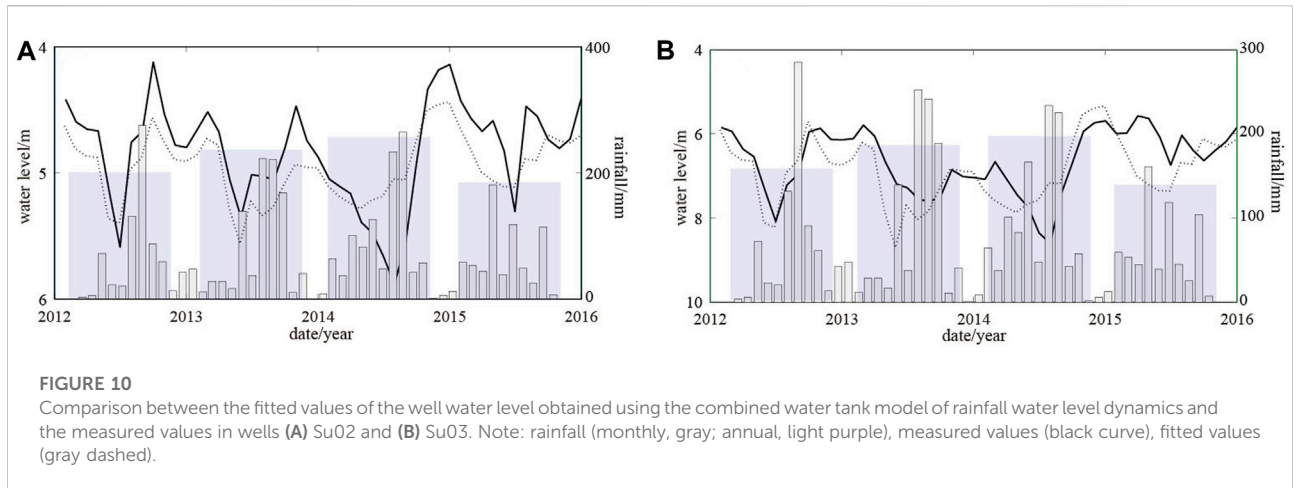 A
B
4
5
6
water level/m
400
200
0
rainfall/mm
2012
2013
2014
2015
2016
date/year
4
6
8
10
water level/m
300
200
100
0
rainfall/mm
2012
2013
2014
2015
2016
date/year
FIGURE 10
Comparison between the fitted values of the well water level obtained using the combined water tank model of rainfall water level dynamics and
the measured values in wells (A) Su02 and (B) Su03. Note: rainfall (monthly, gray; annual, light purple), measured values (black curve), fitted values
(gray dashed).